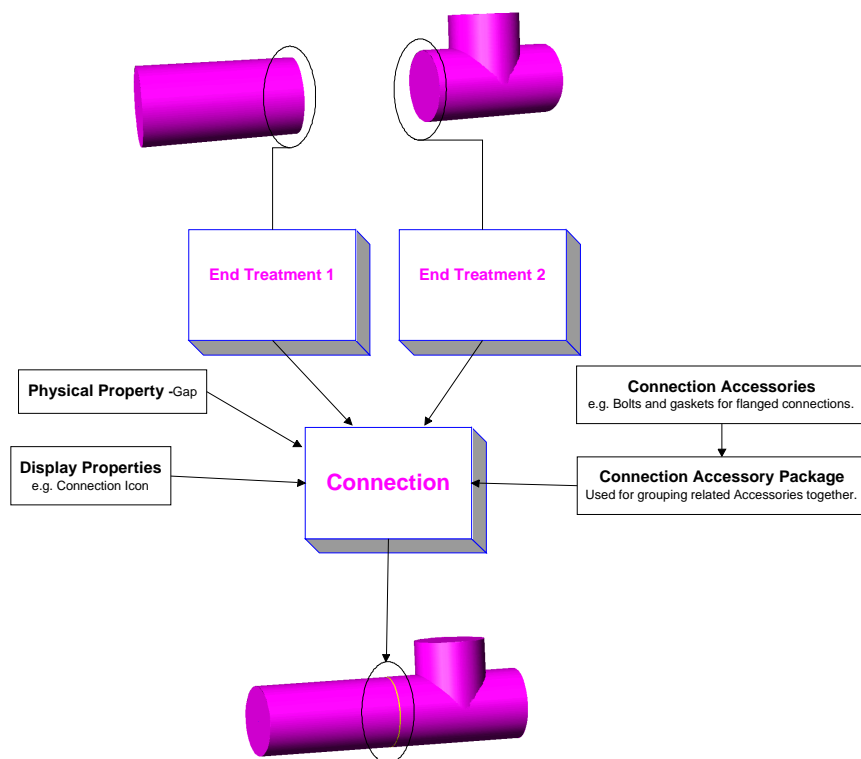 End Treatment 1
End Treatment 2
Physical Property -Gap
Connection Accessories
e.g. Bolts and gaskets for flanged connections.
Display Properties
e.g. Connection Icon
Connection
Connection Accessory Package
Used for grouping related Accessories together.